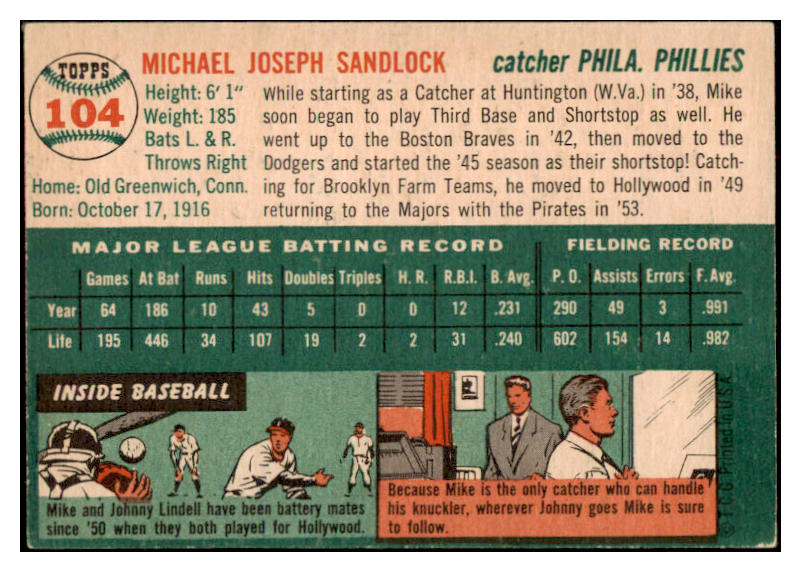 TOPPS
104
MICHAEL JOSEPH SANDLOCK
catcher PHILA. PHILLIES
Height: 6' 1"
Weight: 185
Bats L. & R.
Throws Right
Home: Old Greenwich, Conn.
Born: October 17, 1916
While starting as a Catcher at Huntington (W.Va.) in '38, Mike
soon began to play Third Base and Shortstop as well. He
went up to the Boston Braves in '42, then moved to the
Dodgers and started the '45 season as their shortstop! Catch-
ing for Brooklyn Farm Teams, he moved to Hollywood in '49
returning to the Majors with the Pirates in '53.
MAJOR LEAGUE BATTING RECORD FIELDING RECORD
Games At Bat Runs Hits Doubles Triples H. R. R.B.I. B. Avg. P. O. Assists Errors F. Avg.
Year 64 186 10 43 5 0 0 12 .231 290 49 3 .991
Life 195 446 34 107 19 2 2 31 .240 602 154 14 .982
INSIDE BASEBALL
Mike and Johnny Lindell have been battery mates
since '50 when they both played for Hollywood.
Because Mike is the only catcher who can handle
his knuckler, wherever Johnny goes Mike is sure
to follow.
© T.C.G. Printed in U.S.A.